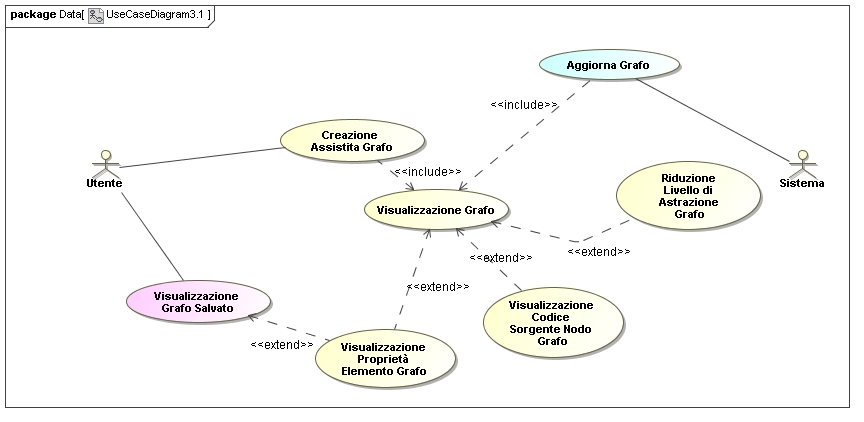 package Data[ UseCaseDiagram3.1 ]
Aggiorna Grafo
<<include>>
Creazione
Assistita Grafo
Utente
<<include>>
Sistema
Riduzione
Livello di
Astrazione
Grafo
Visualizzazione Grafo
<<extend>>
<<extend>>
<<extend>>
Visualizzazione
Grafo Salvato
Visualizzazione
Codice
Sorgente Nodo
Grafo
<<extend>>
Visualizzazione
Proprietà
Elemento Grafo